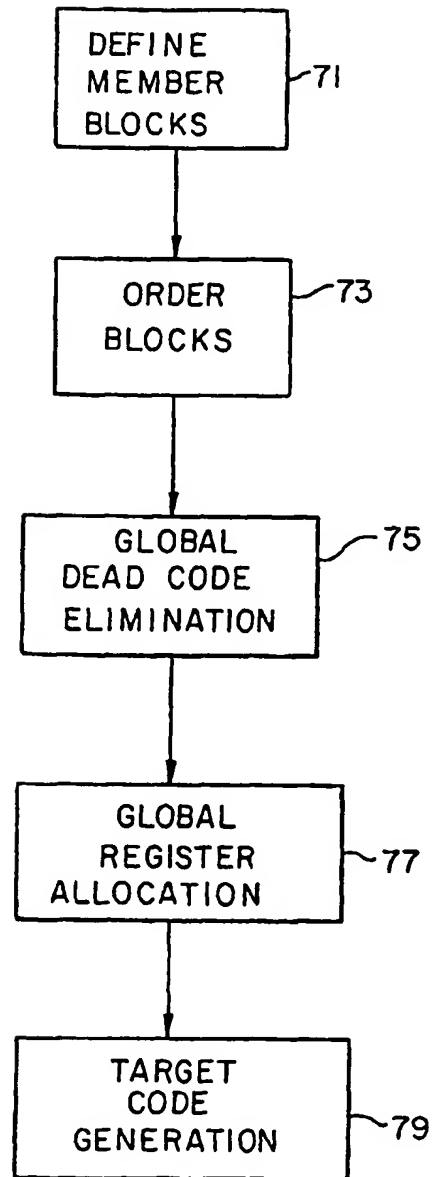 DEFINE
MEMBER
BLOCKS
71
ORDER
BLOCKS
73
GLOBAL
DEAD CODE
ELIMINATION
75
GLOBAL
REGISTER
ALLOCATION
77
TARGET
CODE
GENERATION
79